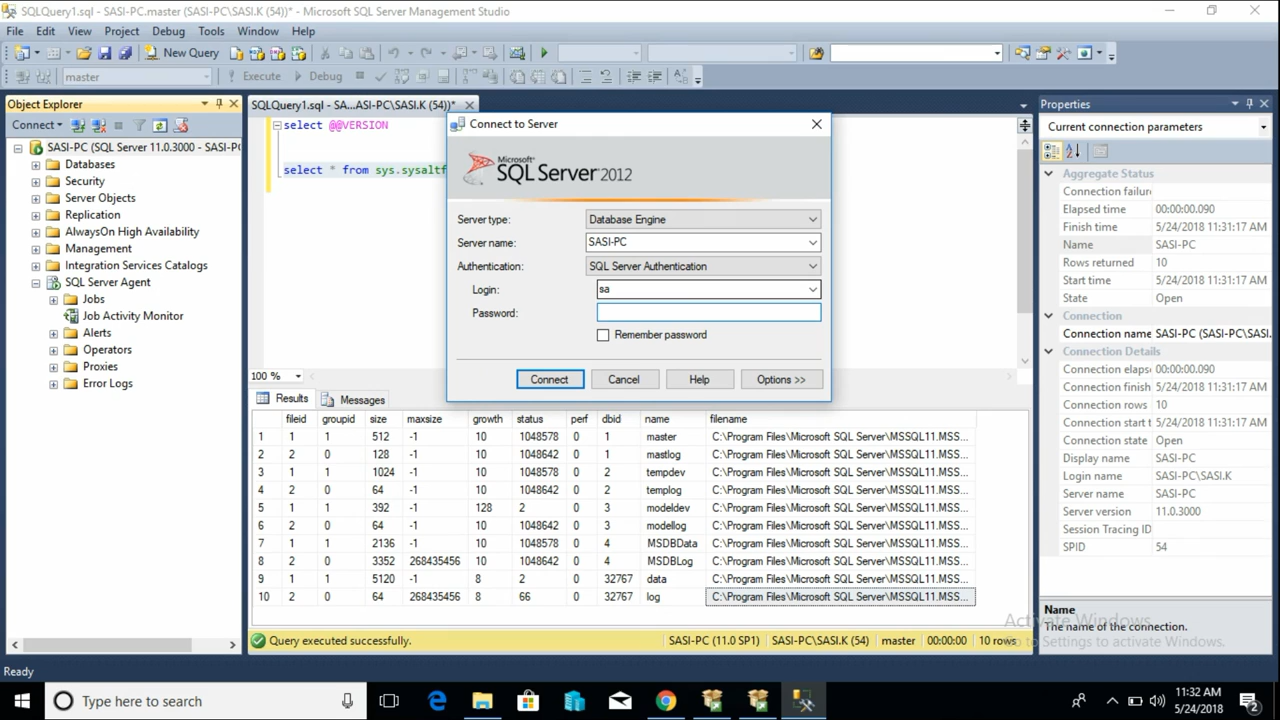 SQLQuery1.sql - SASI-PC.master (SASI-PC\SASI.K (54))* - Microsoft SQL Server Management Studio
File Edit View Project Debug Tools Window Help
New Query
master Execute Debug
Object Explorer
Connect
SASI-PC (SQL Server 11.0.3000 - SASI-P
Databases
Security
Server Objects
Replication
AlwaysOn High Availability
Management
Integration Services Catalogs
SQL Server Agent
Jobs
Job Activity Monitor
Alerts
Operators
Proxies
Error Logs
SQLQuery1.sql - SA...ASI-PC\SASI.K (54))*
select @@VERSION
select * from sys.sysaltf
100 %
Connect to Server
Microsoft
SQL Server 2012
Server type: Database Engine
Server name: SASI-PC
Authentication: SQL Server Authentication
Login: sa
Password:
Remember password
Connect Cancel Help Options >>
Results Messages
fileid groupid size maxsize growth status perf dbid name filename
1 1 1 512 -1 10 1048578 0 1 master C:\Program Files\Microsoft SQL Server\MSSQL11.MSS...
2 2 0 128 -1 10 1048642 0 1 mastlog C:\Program Files\Microsoft SQL Server\MSSQL11.MSS...
3 1 1 1024 -1 10 1048578 0 2 tempdev C:\Program Files\Microsoft SQL Server\MSSQL11.MSS...
4 2 0 64 -1 10 1048642 0 2 templog C:\Program Files\Microsoft SQL Server\MSSQL11.MSS...
5 1 1 392 -1 128 2 0 3 modeldev C:\Program Files\Microsoft SQL Server\MSSQL11.MSS...
6 2 0 64 -1 10 1048642 0 3 modellog C:\Program Files\Microsoft SQL Server\MSSQL11.MSS...
7 1 1 2136 -1 10 1048578 0 4 MSDBData C:\Program Files\Microsoft SQL Server\MSSQL11.MSS...
8 2 0 3352 268435456 10 1048642 0 4 MSDBLog C:\Program Files\Microsoft SQL Server\MSSQL11.MSS...
9 1 1 5120 -1 8 2 0 32767 data C:\Program Files\Microsoft SQL Server\MSSQL11.MSS...
10 2 0 64 268435456 8 66 0 32767 log C:\Program Files\Microsoft SQL Server\MSSQL11.MSS...
Query executed successfully. SASI-PC (11.0 SP1) SASI-PC\SASI.K (54) master 00:00:00 10 rows
Properties
Current connection parameters
Aggregate Status
Connection failure
Elapsed time 00:00:00.090
Finish time 5/24/2018 11:31:17 AM
Name SASI-PC
Rows returned 10
Start time 5/24/2018 11:31:17 AM
State Open
Connection
Connection name SASI-PC (SASI-PC\SASI.
Connection Details
Connection elaps 00:00:00.090
Connection finish 5/24/2018 11:31:17 AM
Connection rows 10
Connection start t 5/24/2018 11:31:17 AM
Connection state Open
Display name SASI-PC
Login name SASI-PC\SASI.K
Server name SASI-PC
Server version 11.0.3000
Session Tracing ID
SPID 54
Name
The name of the connection.
Activate Windows
Go to Settings to activate Windows.
Ready
Type here to search
11:32 AM
5/24/2018
2